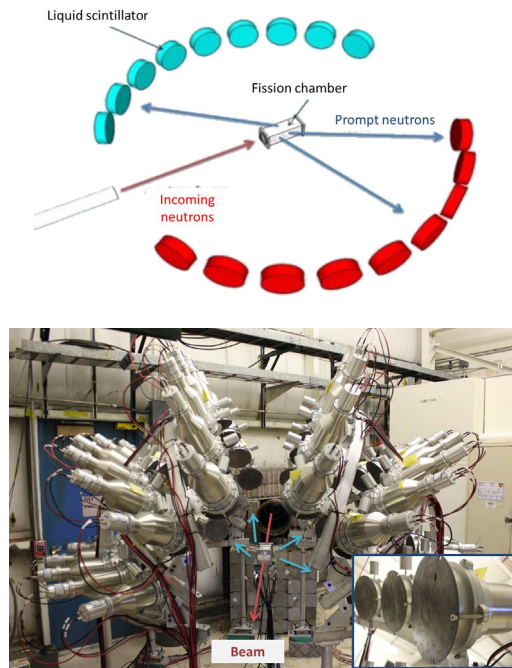 Liquid scintillator
Fission chamber
Prompt neutrons
Incoming
neutrons
Beam